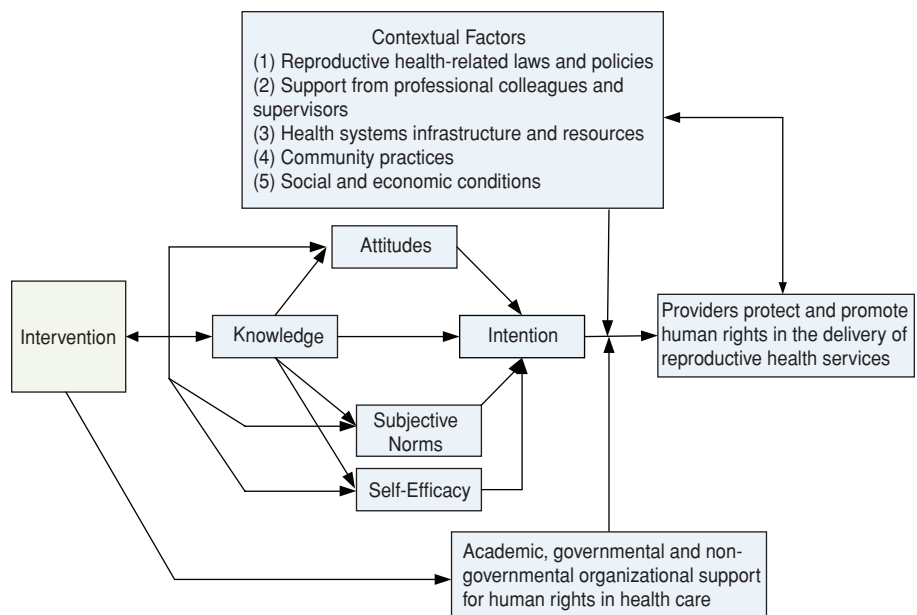 Contextual Factors
(1) Reproductive health-related laws and policies
(2) Support from professional colleagues and
supervisors
(3) Health systems infrastructure and resources
(4) Community practices
(5) Social and economic conditions
Attitudes
Intervention
Knowledge
Intention
Providers protect and promote
human rights in the delivery of
reproductive health services
Subjective
Norms
Self-Efficacy
Academic, governmental and non-
governmental organizational support
for human rights in health care